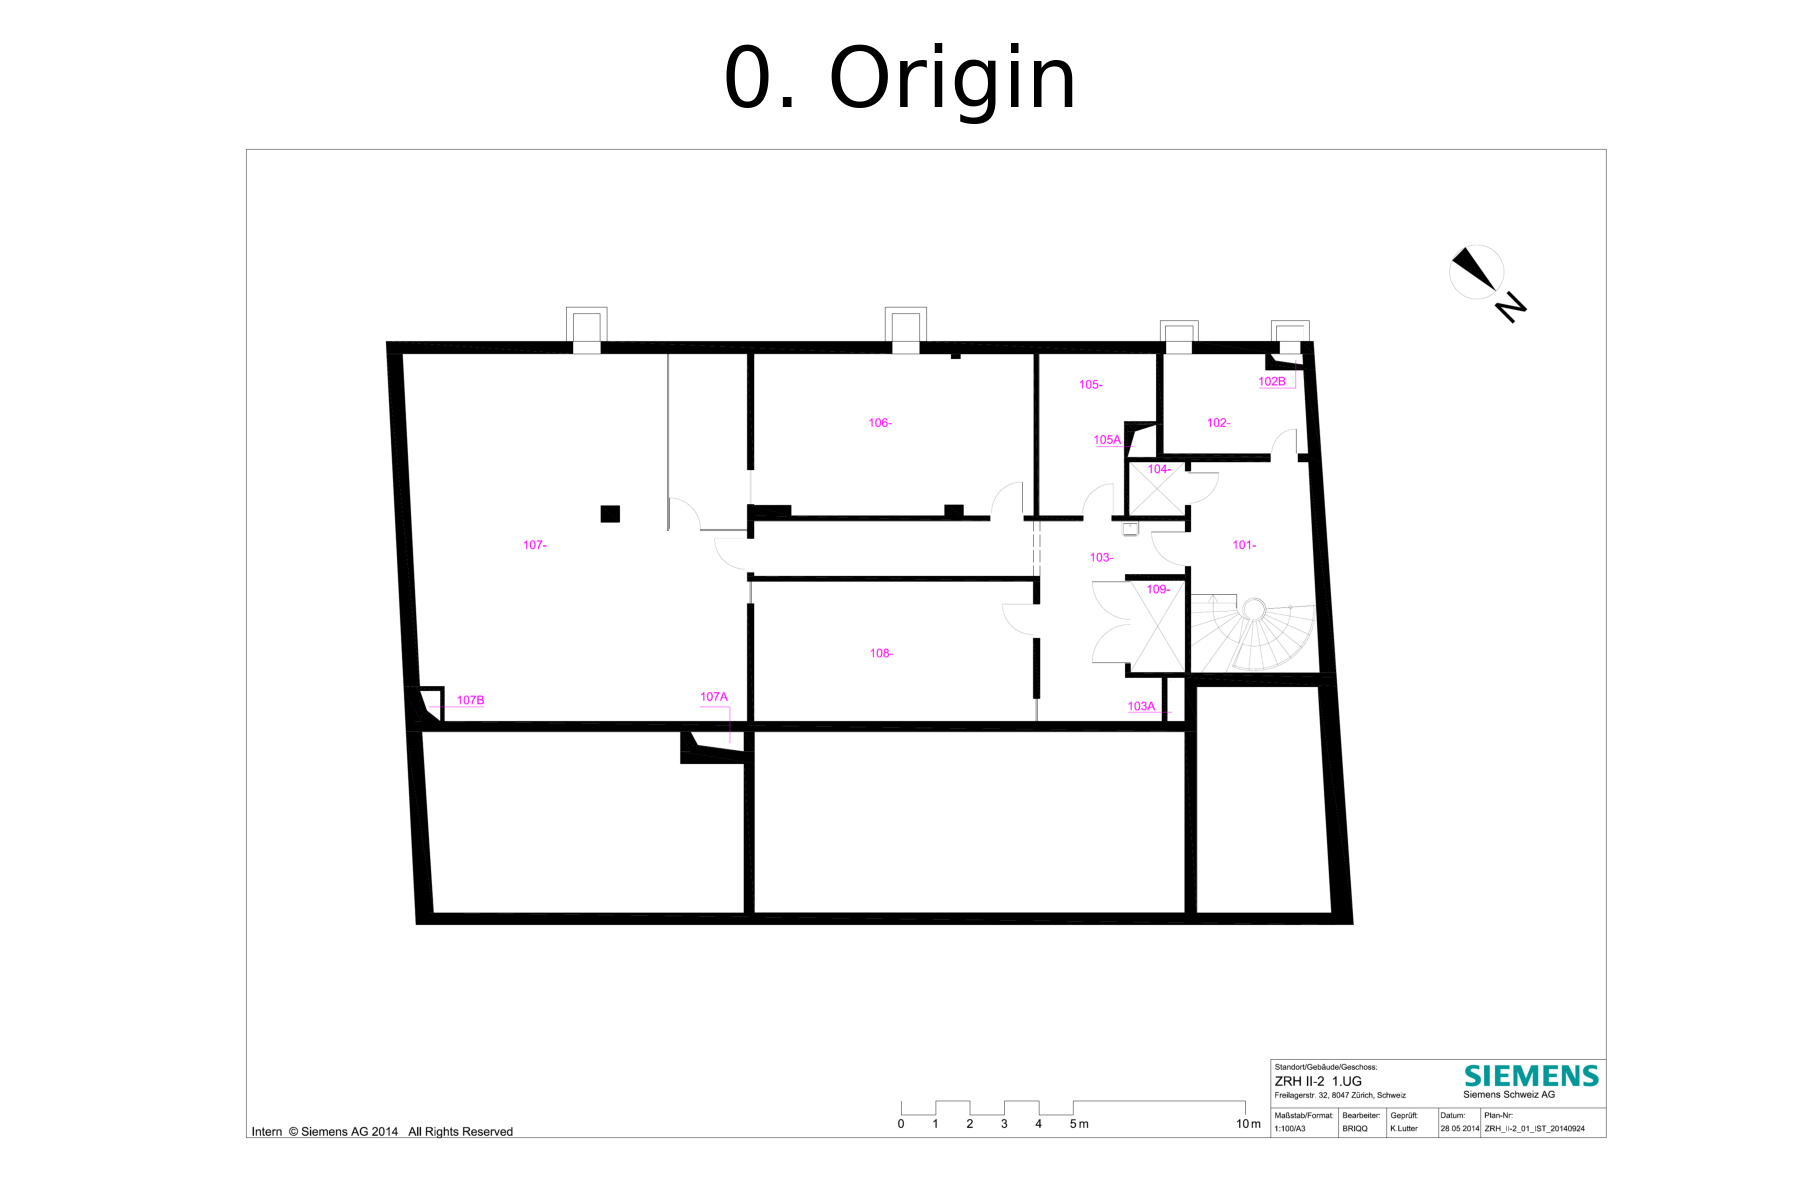 0. Origin
N
102B
105-
106-
102-
105A
104-
107-
103-
101-
109-
108-
107B
107A
103A
Standort/Gebäude/Geschoss:
ZRH II-2 1.UG
Freilagerstr. 32, 8047 Zürich, Schweiz
SIEMENS
Siemens Schweiz AG
Maßstab/Format: Bearbeiter: Geprüft: Datum: Plan-Nr:
1:100/A3 BRIQQ K.Lutter 28.05.2014 ZRH_II-2_01_IST_20140924
0 1 2 3 4 5 m 10 m
Intern © Siemens AG 2014 All Rights Reserved